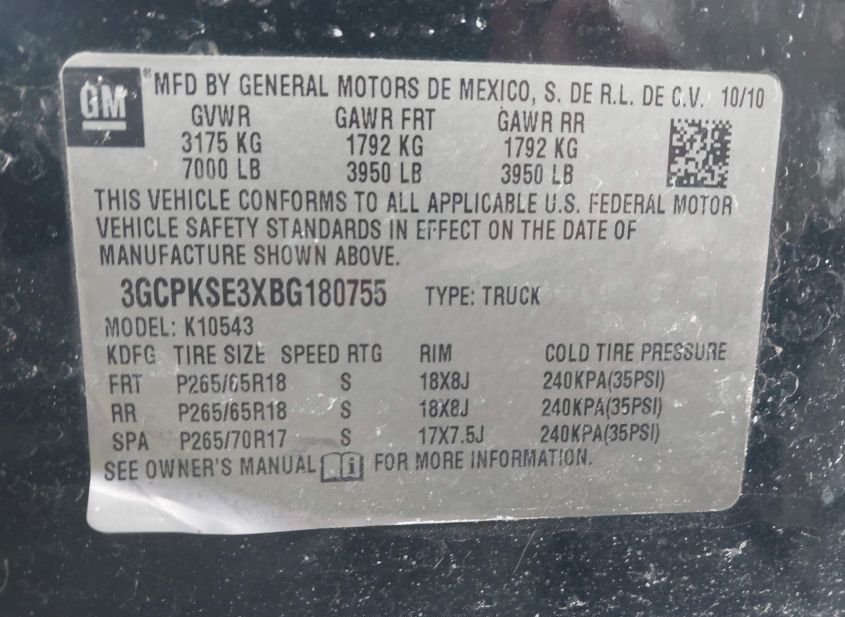 GM
® MFD BY GENERAL MOTORS DE MEXICO, S. DE R.L. DE C.V. 10/10
GVWR GAWR FRT GAWR RR
3175 KG 1792 KG 1792 KG
7000 LB 3950 LB 3950 LB
THIS VEHICLE CONFORMS TO ALL APPLICABLE U.S. FEDERAL MOTOR
VEHICLE SAFETY STANDARDS IN EFFECT ON THE DATE OF
MANUFACTURE SHOWN ABOVE.
3GCPKSE3XBG180755 TYPE: TRUCK
MODEL: K10543
KDFG TIRE SIZE SPEED RTG RIM COLD TIRE PRESSURE
FRT P265/65R18 S 18X8J 240KPA(35PSI)
RR P265/65R18 S 18X8J 240KPA(35PSI)
SPA P265/70R17 S 17X7.5J 240KPA(35PSI)
SEE OWNER'S MANUAL FOR MORE INFORMATION.